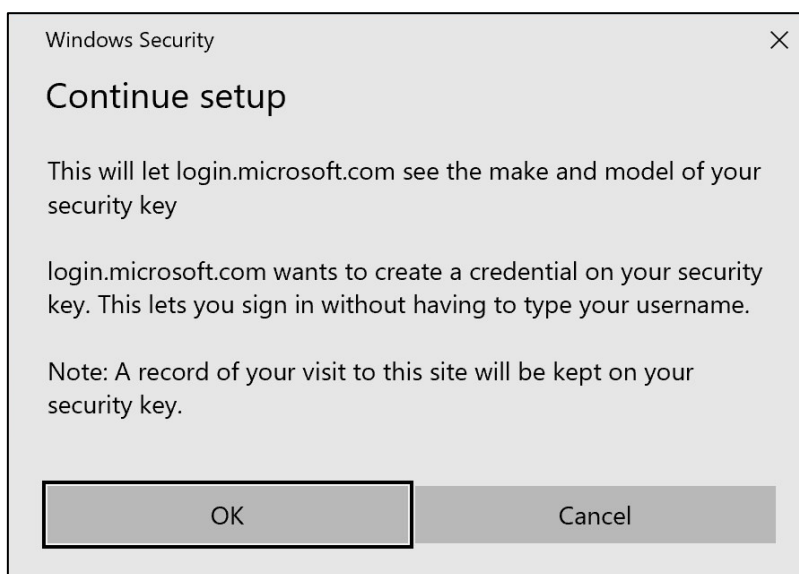 Windows Security
Continue setup
This will let login.microsoft.com see the make and model of your
security key
login.microsoft.com wants to create a credential on your security
key. This lets you sign in without having to type your username.
Note: A record of your visit to this site will be kept on your
security key.
OK
Cancel